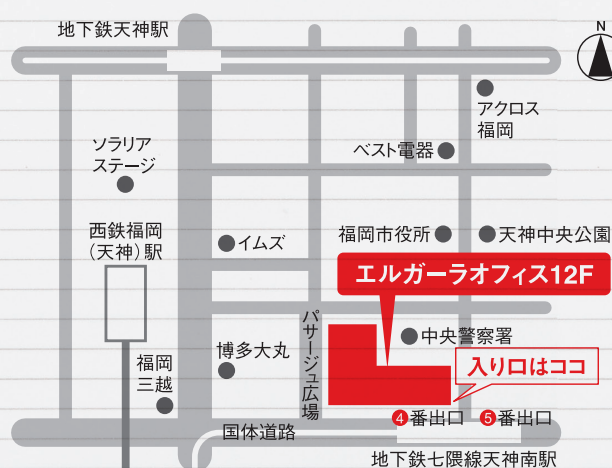 地下鉄天神駅
N
アクロス
福岡
ソラリア
ステージ
ベスト電器
西鉄福岡
（天神）駅
イムズ
福岡市役所
天神中央公園
エルガーラオフィス12F
パサージュ広場
中央警察署
博多大丸
福岡
三越
入り口はココ
4番出口
5番出口
国体道路
地下鉄七隈線天神南駅